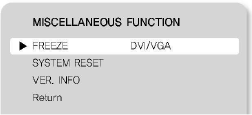 MISCELLANEOUS FUNCTION
▶ FREEZE DVI/VGA
SYSTEM RESET
VER. INFO
Return